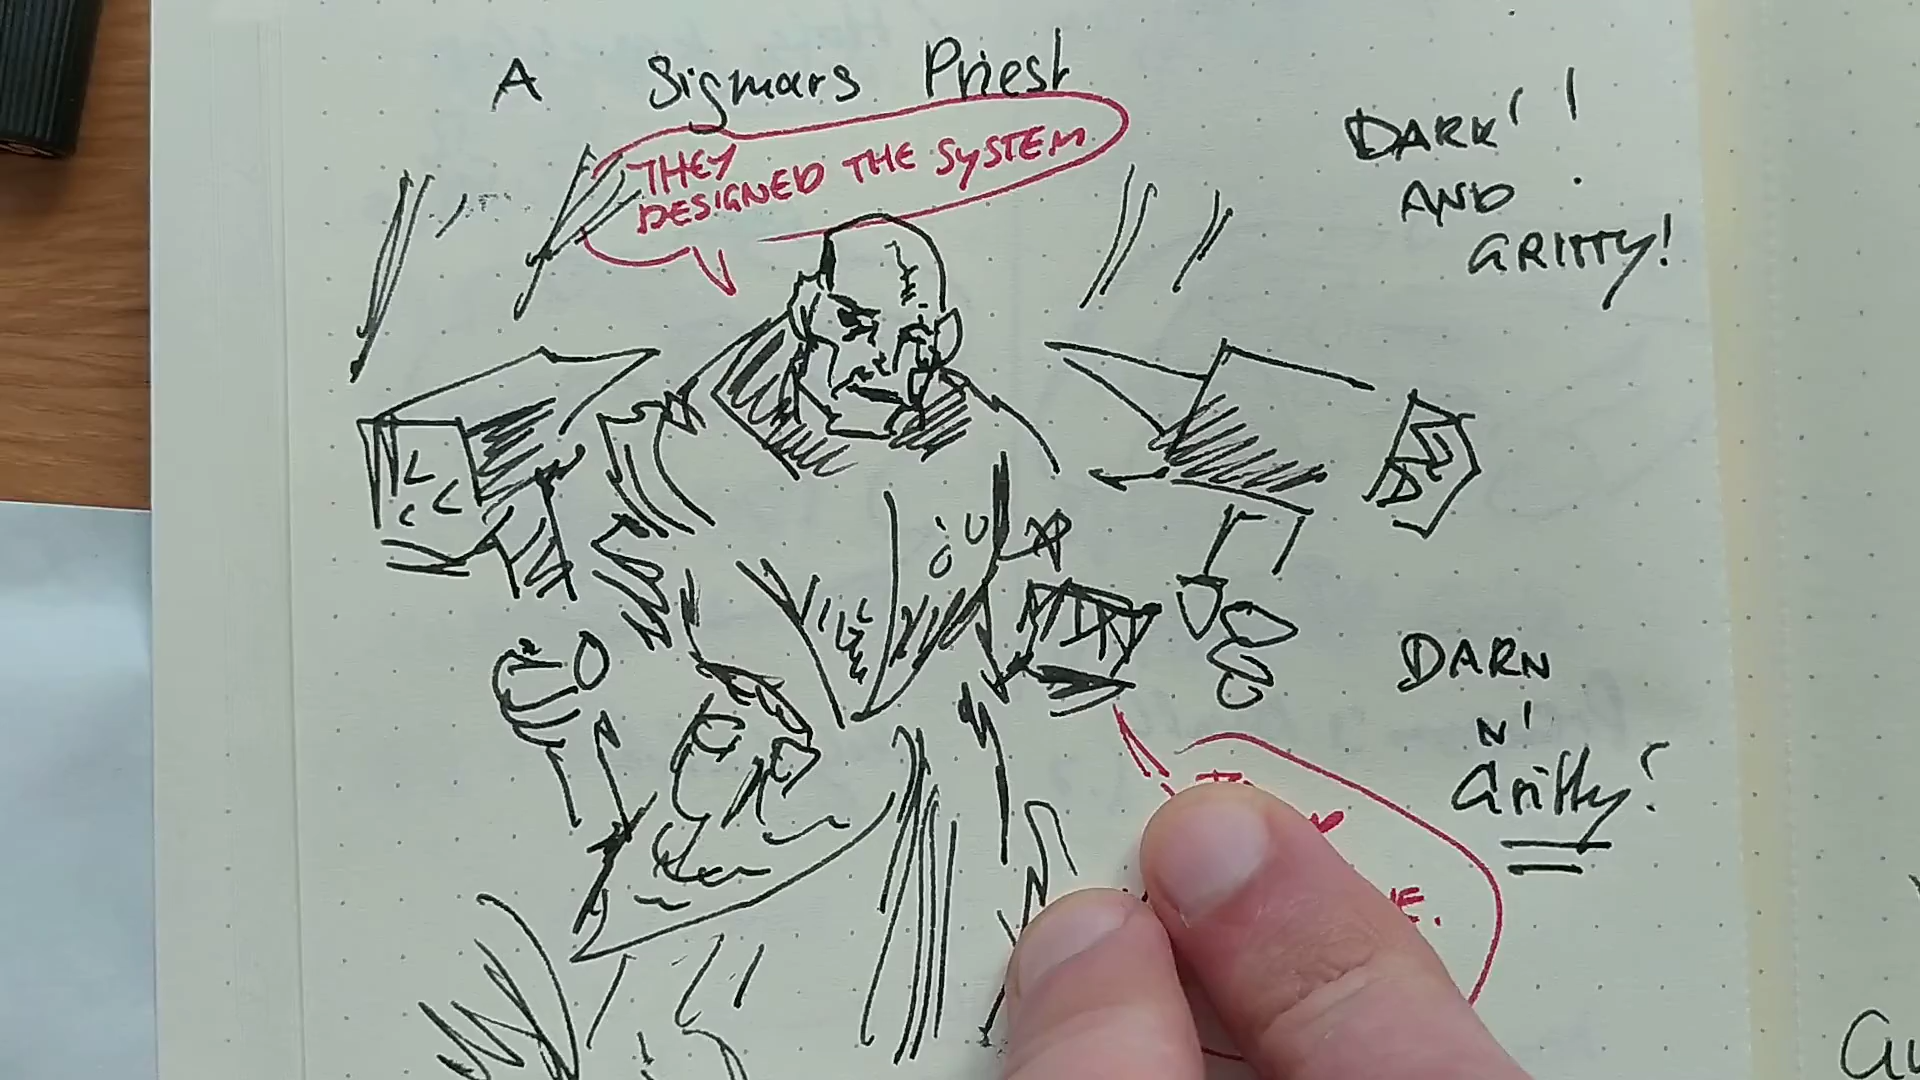 A Sigmars Priest
THEY
DESIGNED THE SYSTEM
DARK
AND
GRITTY!
DARN
N'
Gritty!